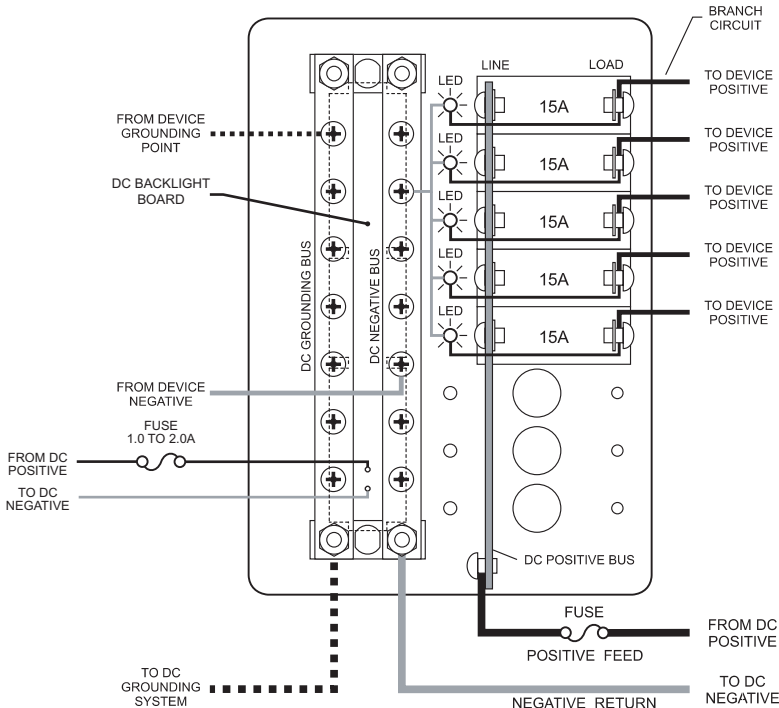 BRANCH
CIRCUIT
LINE
LOAD
LED
15A
TO DEVICE
POSITIVE
FROM DEVICE
GROUNDING
POINT
LED
15A
TO DEVICE
POSITIVE
DC BACKLIGHT
BOARD
LED
15A
TO DEVICE
POSITIVE
DC GROUNDING BUS
DC NEGATIVE BUS
LED
15A
TO DEVICE
POSITIVE
LED
15A
TO DEVICE
POSITIVE
FROM DEVICE
NEGATIVE
FUSE
1.0 TO 2.0A
FROM DC
POSITIVE
TO DC
NEGATIVE
DC POSITIVE BUS
FUSE
POSITIVE FEED
FROM DC
POSITIVE
TO DC
GROUNDING
SYSTEM
NEGATIVE RETURN
TO DC
NEGATIVE